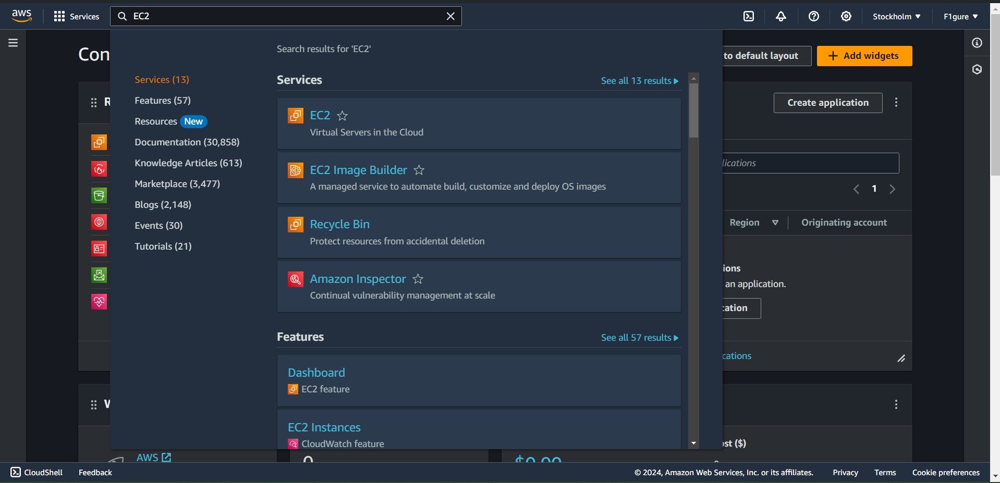 aws
Services
EC2
Stockholm
F1gure
Con
to default layout
Add widgets
Search results for 'EC2'
Services (13)
Features (57)
Resources New
Documentation (30,858)
Knowledge Articles (613)
Marketplace (3,477)
Blogs (2,148)
Events (30)
Tutorials (21)
Services
See all 13 results
EC2
Virtual Servers in the Cloud
EC2 Image Builder
A managed service to automate build, customize and deploy OS images
Recycle Bin
Protect resources from accidental deletion
Amazon Inspector
Continual vulnerability management at scale
Features
See all 57 results
Dashboard
EC2 feature
EC2 Instances
CloudWatch feature
R
Create application
lications
1
Region
Originating account
ions
an application.
cation
cations
W
ost ($)
AWS
0
$0.00
CloudShell
Feedback
© 2024, Amazon Web Services, Inc. or its affiliates.
Privacy
Terms
Cookie preferences